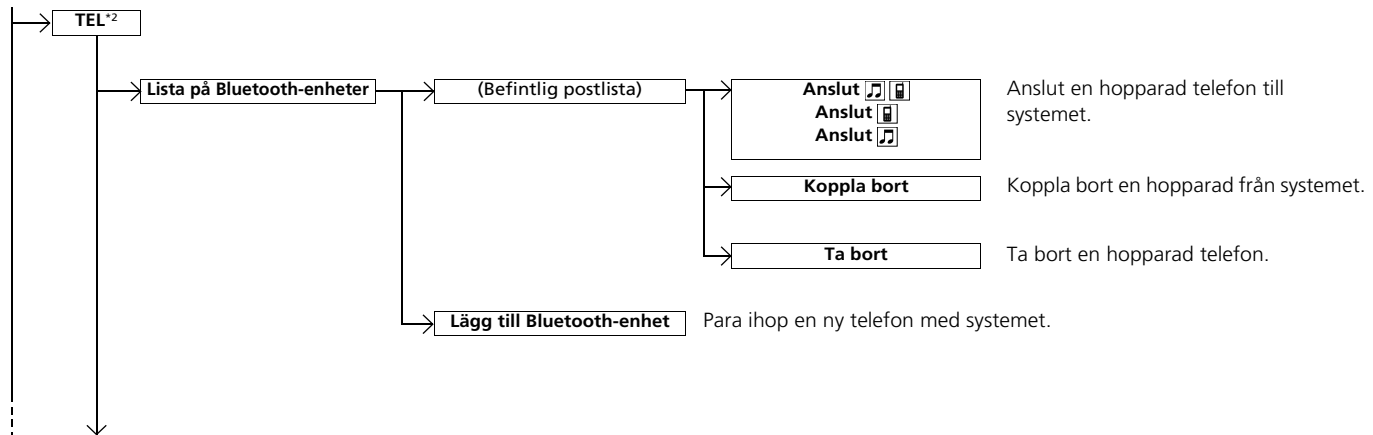 TEL*2
Lista på Bluetooth-enheter
(Befintlig postlista)
Anslut
Anslut
Anslut
Anslut en hopparad telefon till
systemet.
Koppla bort
Koppla bort en hopparad från systemet.
Ta bort
Ta bort en hopparad telefon.
Lägg till Bluetooth-enhet
Para ihop en ny telefon med systemet.